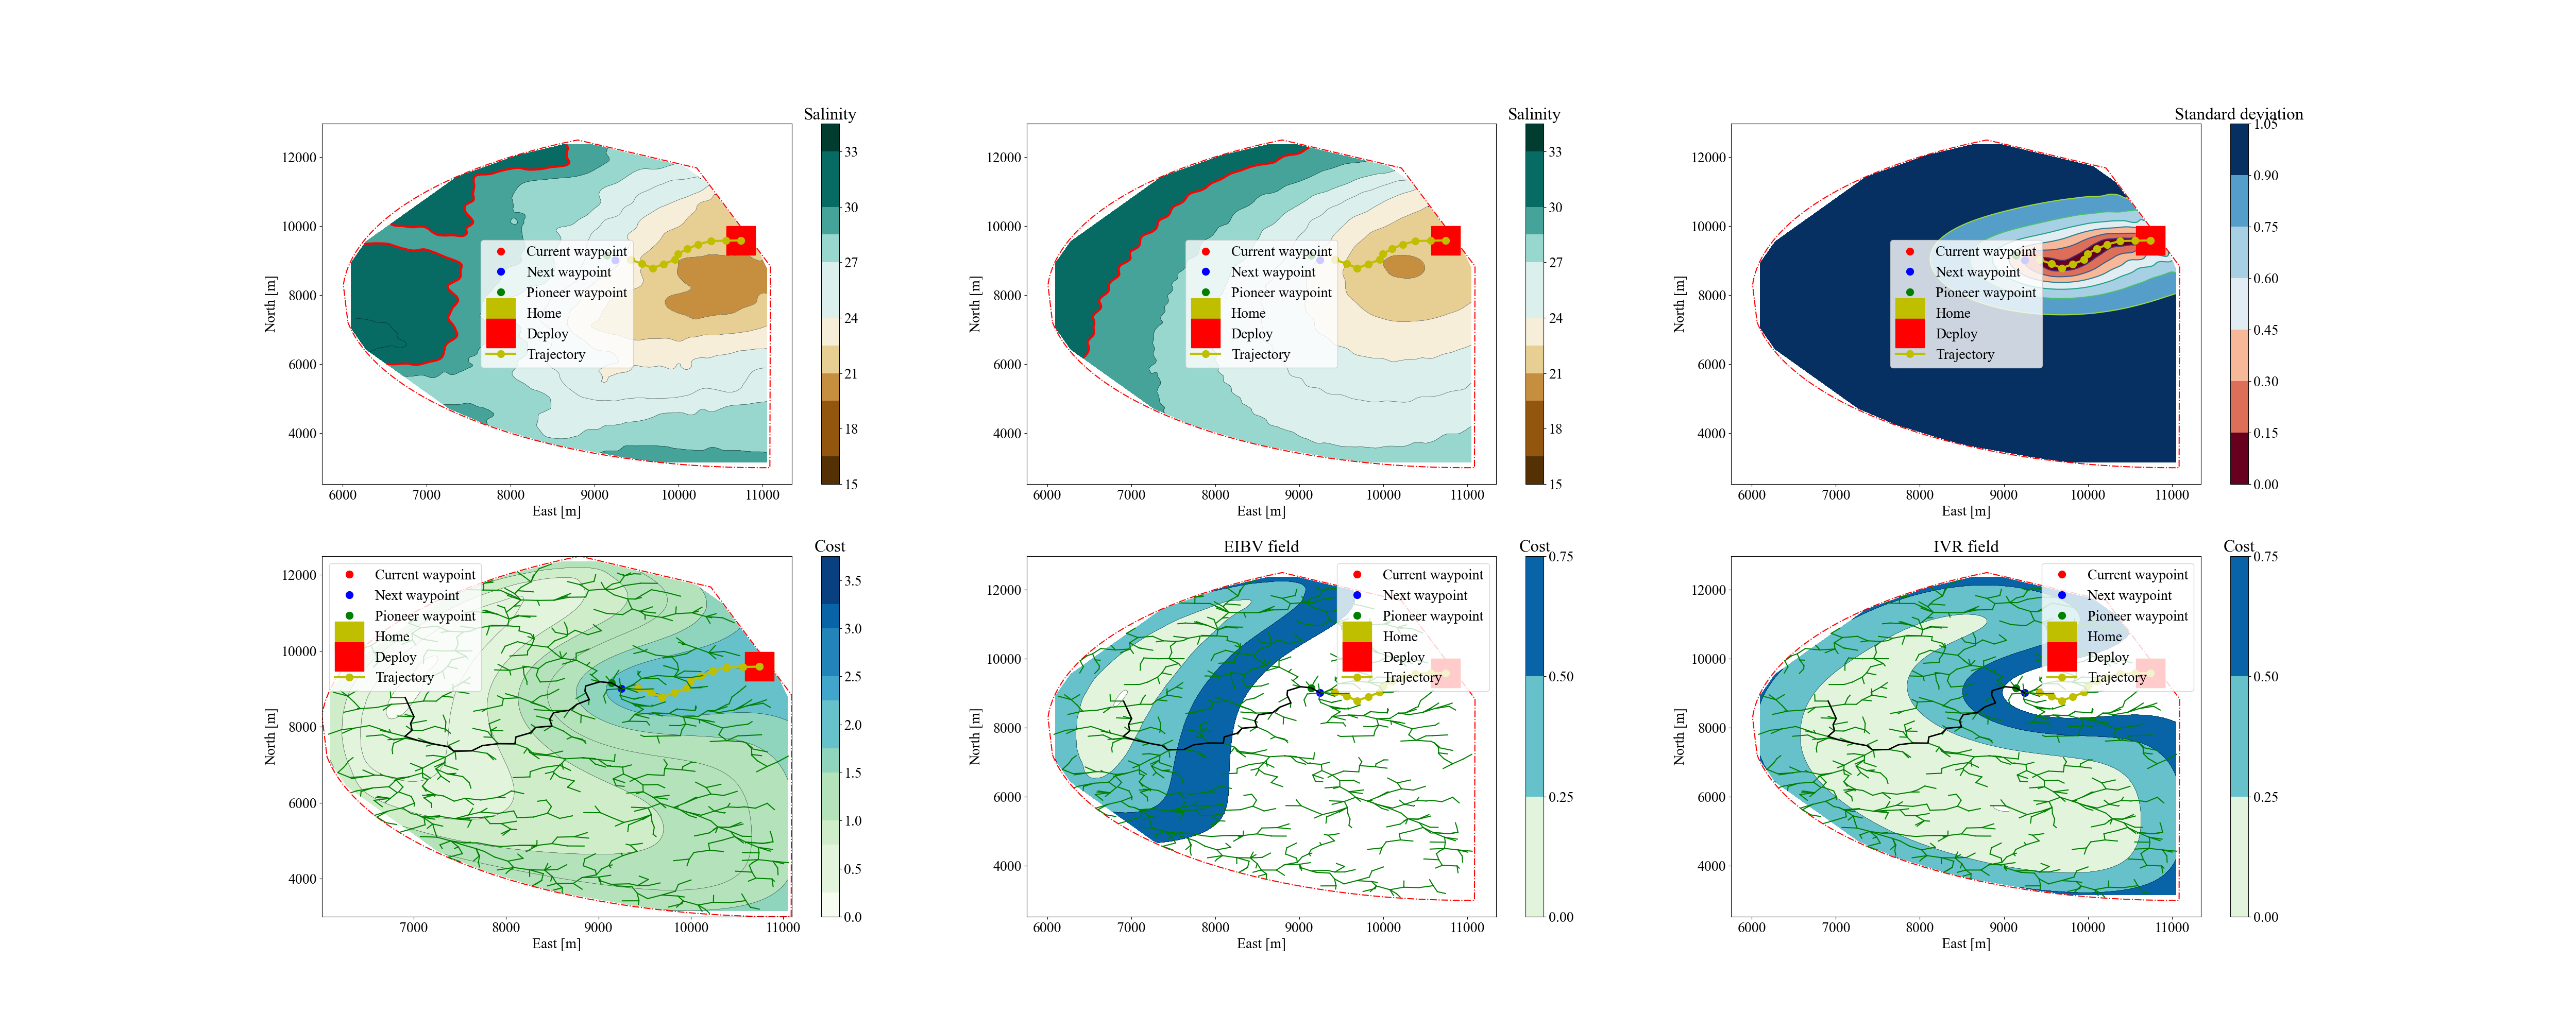 Salinity
12000
10000
8000
6000
4000
North [m]
6000 7000 8000 9000 10000 11000
East [m]
Current waypoint
Next waypoint
Pioneer waypoint
Home
Deploy
Trajectory
33
30
27
24
21
18
15
Salinity
12000
10000
8000
6000
4000
North [m]
6000 7000 8000 9000 10000 11000
East [m]
Current waypoint
Next waypoint
Pioneer waypoint
Home
Deploy
Trajectory
33
30
27
24
21
18
15
Standard deviation
12000
10000
8000
6000
4000
North [m]
6000 7000 8000 9000 10000 11000
East [m]
Current waypoint
Next waypoint
Pioneer waypoint
Home
Deploy
Trajectory
1.05
0.90
0.75
0.60
0.45
0.30
0.15
0.00
Cost
12000
10000
8000
6000
4000
North [m]
7000 8000 9000 10000 11000
East [m]
Current waypoint
Next waypoint
Pioneer waypoint
Home
Deploy
Trajectory
3.5
3.0
2.5
2.0
1.5
1.0
0.5
0.0
EIBV field
Cost
12000
10000
8000
6000
4000
North [m]
6000 7000 8000 9000 10000 11000
East [m]
Current waypoint
Next waypoint
Pioneer waypoint
Home
Deploy
Trajectory
0.75
0.50
0.25
0.00
IVR field
Cost
12000
10000
8000
6000
4000
North [m]
6000 7000 8000 9000 10000 11000
East [m]
Current waypoint
Next waypoint
Pioneer waypoint
Home
Deploy
Trajectory
0.75
0.50
0.25
0.00